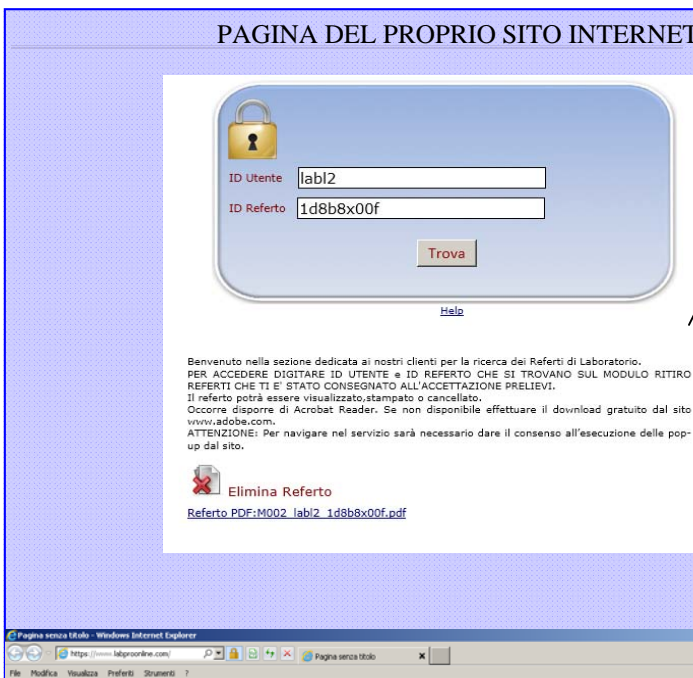 PAGINA DEL PROPRIO SITO INTERNET
ID Utente labl2
ID Referto 1d8b8x00f
Trova
Help
Benvenuto nella sezione dedicata ai nostri clienti per la ricerca dei Referti di Laboratorio.
PER ACCEDERE DIGITARE ID UTENTE e ID REFERTO CHE SI TROVANO SUL MODULO RITIRO
REFERTI CHE TI E' STATO CONSEGNATO ALL'ACCETTAZIONE PRELIEVI.
Il referto potrà essere visualizzato,stampato o cancellato.
Occorre disporre di Acrobat Reader. Se non disponibile effettuare il download gratuito dal sito
www.adobe.com.
ATTENZIONE: Per navigare nel servizio sarà necessario dare il consenso all'esecuzione delle pop-
up dal sito.
Elimina Referto
Referto PDF:M002_labl2_1d8b8x00f.pdf
Pagina senza titolo - Windows Internet Explorer
https://www.labproonline.com/ Pagina senza titolo
File Modifica Visualizza Preferiti Strumenti ?